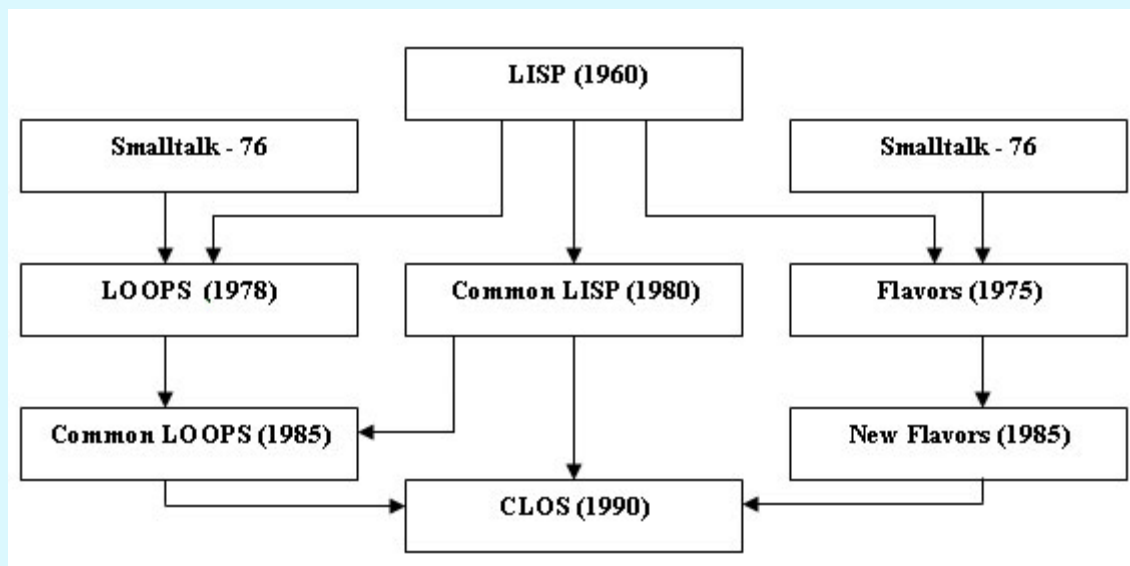 LISP (1960)
Smalltalk - 76
Smalltalk - 76
LOOPS (1978)
Common LISP (1980)
Flavors (1975)
Common LOOPS (1985)
New Flavors (1985)
CLOS (1990)